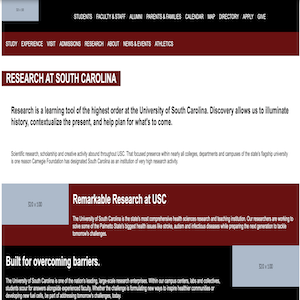 STUDENTS FACULTY & STAFF ALUMNI PARENTS & FAMILIES CALENDAR MAP DIRECTORY APPLY GIVE
STUDY EXPERIENCE VISIT ADMISSIONS RESEARCH ABOUT NEWS & EVENTS ATHLETICS
RESEARCH AT SOUTH CAROLINA
Research is a learning tool of the highest order at the University of South Carolina. Discovery allows us to illuminate
history, contextualize the present, and help plan for what's to come.
Scientific research, scholarship and creative activity abound throughout USC. That focused presence within nearly all colleges, departments and campuses of the state's flagship university
is one reason Carnegie Foundation has designated South Carolina as an institution of very high research activity.
Remarkable Research at USC
The University of South Carolina is the state's most comprehensive health sciences research and teaching institution. Our researchers are working to
solve some of the Palmetto State's biggest health issues like stroke, autism and infectious diseases while preparing the next generation to tackle
tomorrow's challenges.
Built for overcoming barriers.
The University of South Carolina is one of the nation's leading, large-scale research enterprises. Within our campus centers, labs and collectives,
students scour for answers alongside experienced faculty. Whether the challenge is formulating new ways to inspire healthier communities or
developing new fuel cells, be part of addressing tomorrow's challenges, today.